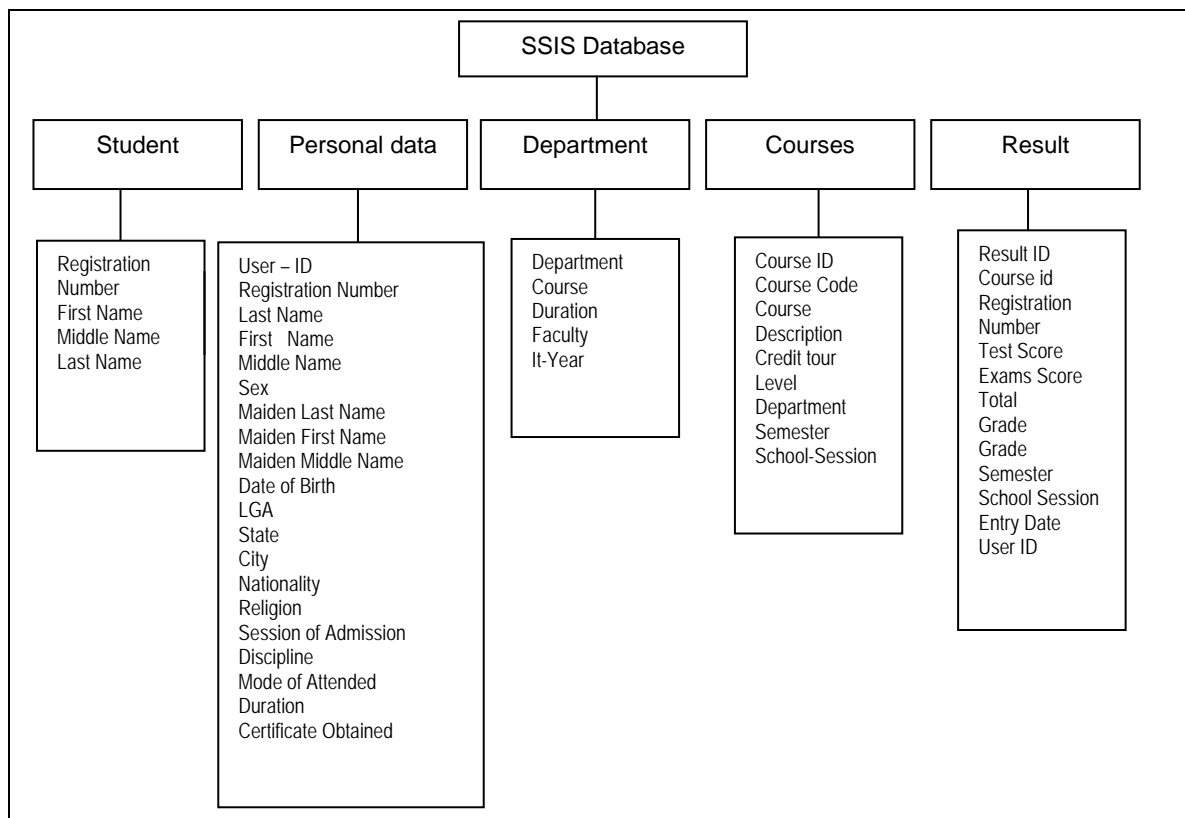 SSIS Database
Student
Personal data
Department
Courses
Result
Registration
Number
First Name
Middle Name
Last Name
User – ID
Registration Number
Last Name
First Name
Middle Name
Sex
Maiden Last Name
Maiden First Name
Maiden Middle Name
Date of Birth
LGA
State
City
Nationality
Religion
Session of Admission
Discipline
Mode of Attended
Duration
Certificate Obtained
Department
Course
Duration
Faculty
It-Year
Course ID
Course Code
Course
Description
Credit tour
Level
Department
Semester
School-Session
Result ID
Course id
Registration
Number
Test Score
Exams Score
Total
Grade
Grade
Semester
School Session
Entry Date
User ID